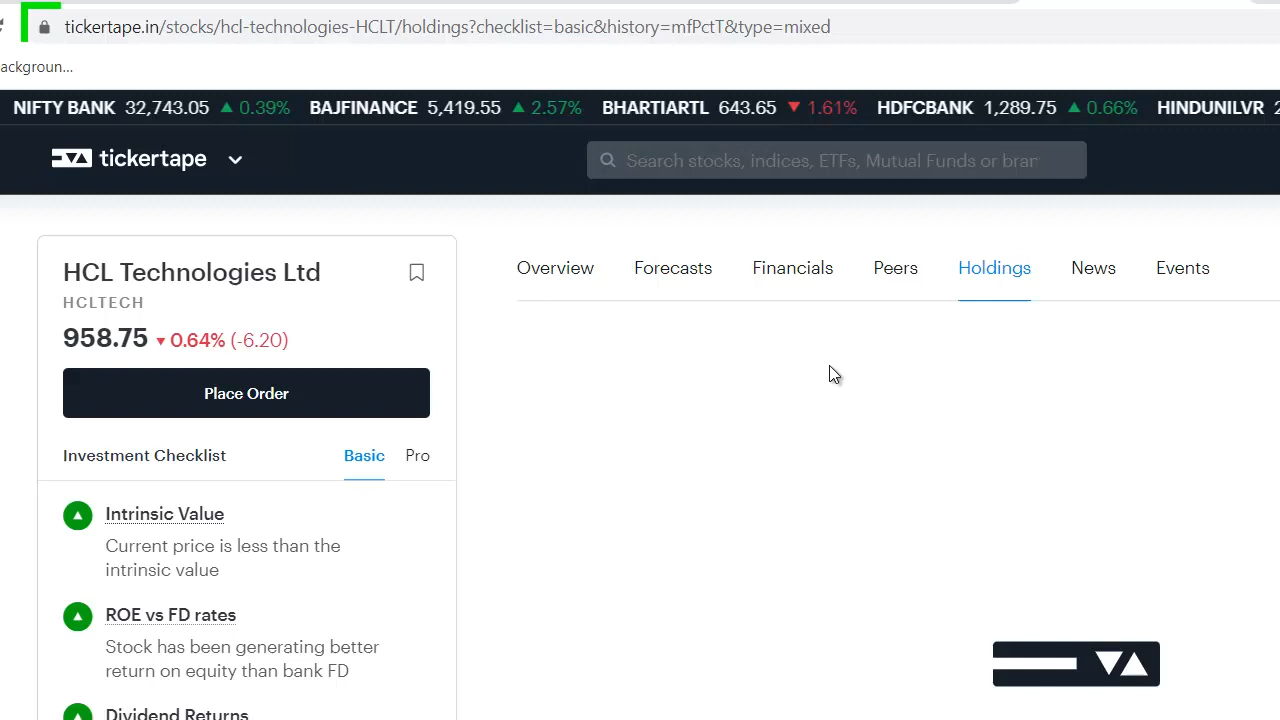 tickertape.in/stocks/hcl-technologies-HCLT/holdings?checklist=basic&history=mfPctT&type=mixed
ackgroun...
NIFTY BANK 32,743.05 ▲ 0.39% BAJFINANCE 5,419.55 ▲ 2.57% BHARTIARTL 643.65 ▼ 1.61% HDFCBANK 1,289.75 ▲ 0.66% HINDUNILVR 2
tickertape
Search stocks, indices, ETFs, Mutual Funds or bran
HCL Technologies Ltd
HCLTECH
958.75 ▼ 0.64% (-6.20)
Place Order
Investment Checklist Basic Pro
Intrinsic Value
Current price is less than the
intrinsic value
ROE vs FD rates
Stock has been generating better
return on equity than bank FD
Dividend Returns
Overview Forecasts Financials Peers Holdings News Events